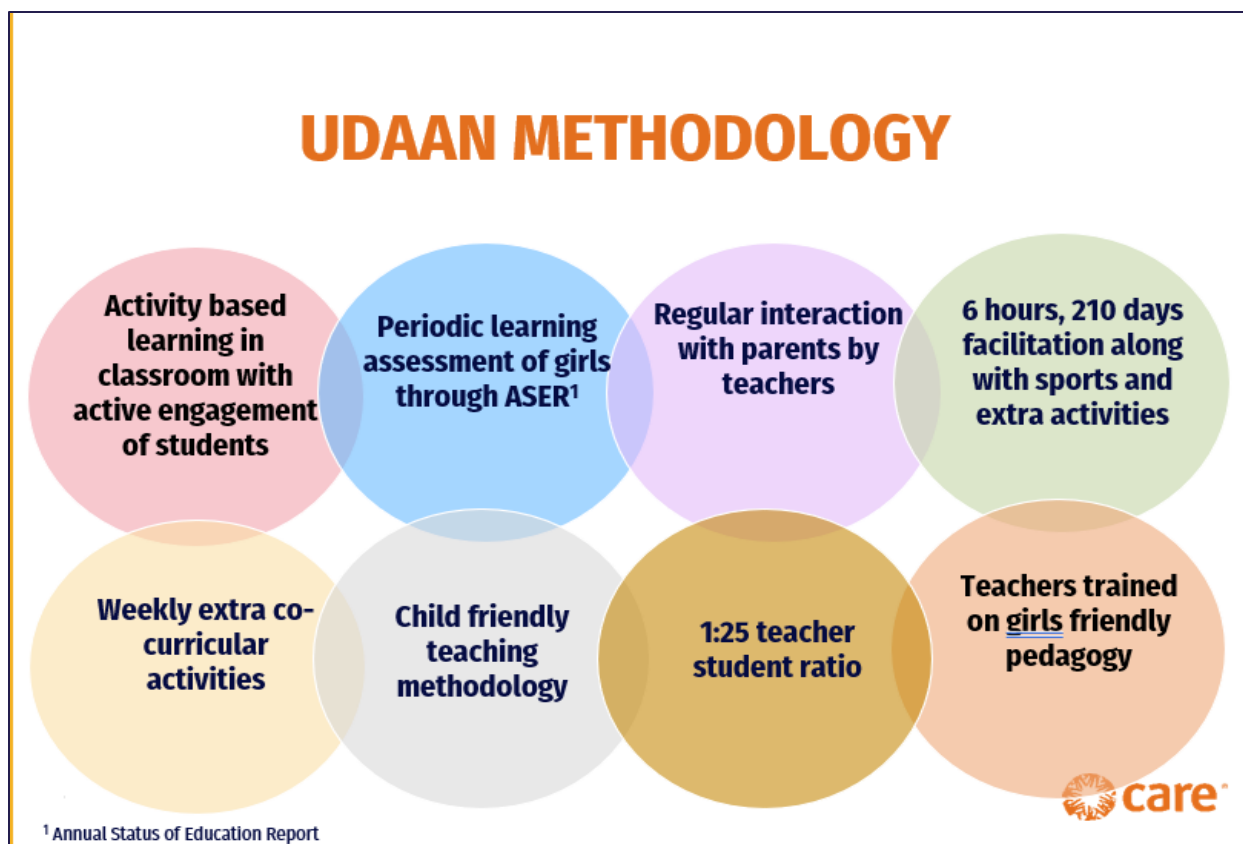 UDAAN METHODOLOGY
Activity based
learning in
classroom with
active engagement
of students
Periodic learning
assessment of girls
through ASER¹
Regular interaction
with parents by
teachers
6 hours, 210 days
facilitation along
with sports and
extra activities
Weekly extra co-
curricular
activities
Child friendly
teaching
methodology
1:25 teacher
student ratio
Teachers trained
on girls friendly
pedagogy
care
¹ Annual Status of Education Report